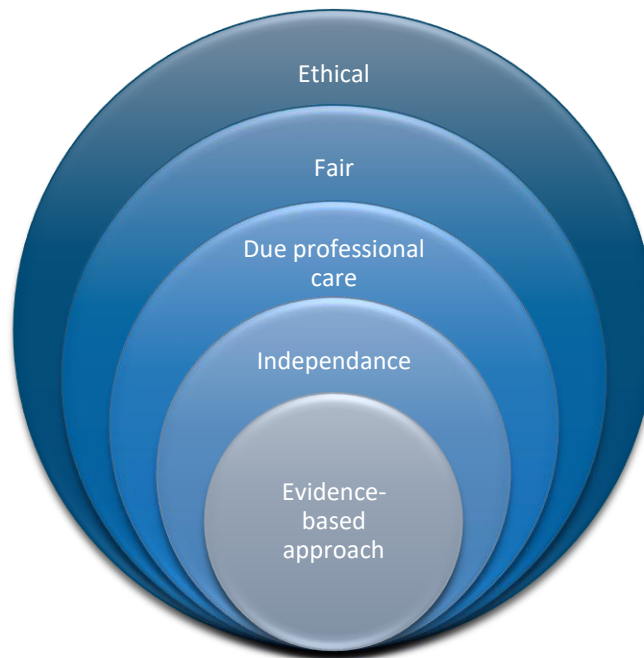 Ethical
Fair
Due professional
care
Independance
Evidence-
based
approach